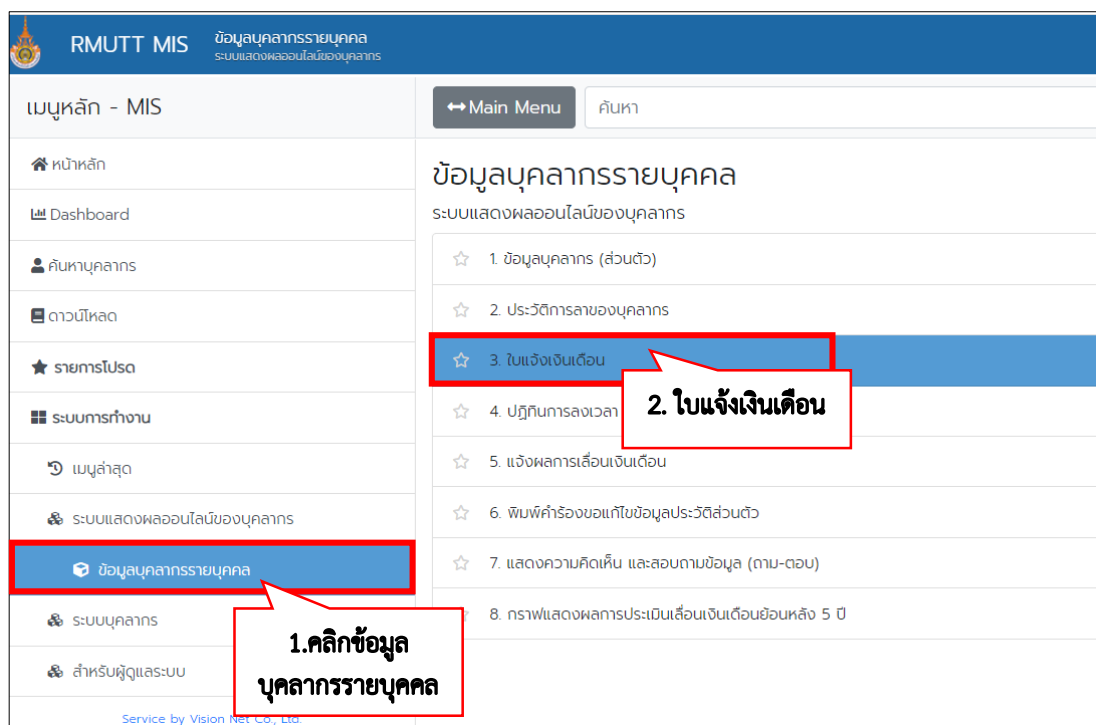 RMUTT MIS
ข้อมูลบุคลากรรายบุคคล
ระบบแสดงผลออนไลน์ของบุคลากร
เมนูหลัก - MIS
Main Menu
ค้นหา
หน้าหลัก
Dashboard
ค้นหาบุคลากร
ดาวน์โหลด
รายการโปรด
ระบบการทำงาน
เมนูล่าสุด
ระบบแสดงผลออนไลน์ของบุคลากร
ข้อมูลบุคลากรรายบุคคล
ระบบบุคลากร
สำหรับผู้ดูแลระบบ
Service by Vision Net Co., Ltd.
1.คลิกข้อมูล
บุคลากรรายบุคคล
ข้อมูลบุคลากรรายบุคคล
ระบบแสดงผลออนไลน์ของบุคลากร
1. ข้อมูลบุคลากร (ส่วนตัว)
2. ประวัติการลาของบุคลากร
3. ใบแจ้งเงินเดือน
2. ใบแจ้งเงินเดือน
4. ปฏิทินการลงเวลา
5. แจ้งผลการเลื่อนเงินเดือน
6. พิมพ์คำร้องขอแก้ไขข้อมูลประวัติส่วนตัว
7. แสดงความคิดเห็น และสอบถามข้อมูล (ถาม-ตอบ)
8. กราฟแสดงผลการประเมินเลื่อนเงินเดือนย้อนหลัง 5 ปี